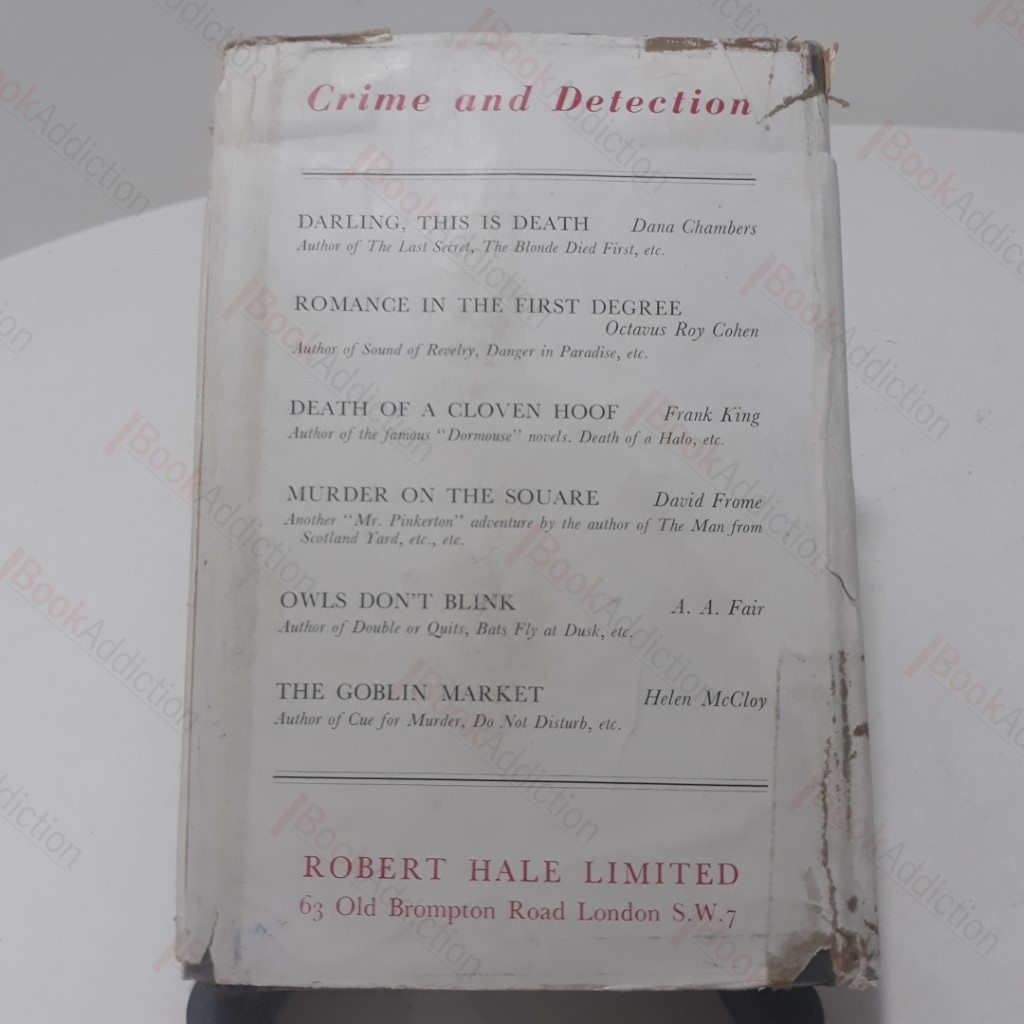 Crime and Detection
DARLING, THIS IS DEATH Dana Chambers
Author of The Last Secret, The Blonde Died First, etc.
ROMANCE IN THE FIRST DEGREE
Octavus Roy Cohen
Author of Sound of Revelry, Danger in Paradise, etc.
DEATH OF A CLOVEN HOOF Frank King
Author of the famous "Dormouse" novels. Death of a Halo, etc.
MURDER ON THE SQUARE David Frome
Another "Mr. Pinkerton" adventure by the author of The Man from
Scotland Yard, etc., etc.
OWLS DON'T BLINK A. A. Fair
Author of Double or Quits, Bats Fly at Dusk, etc.
THE GOBLIN MARKET Helen McCloy
Author of Cue for Murder, Do Not Disturb, etc.
ROBERT HALE LIMITED
63 Old Brompton Road London S.W.7
BookAddiction